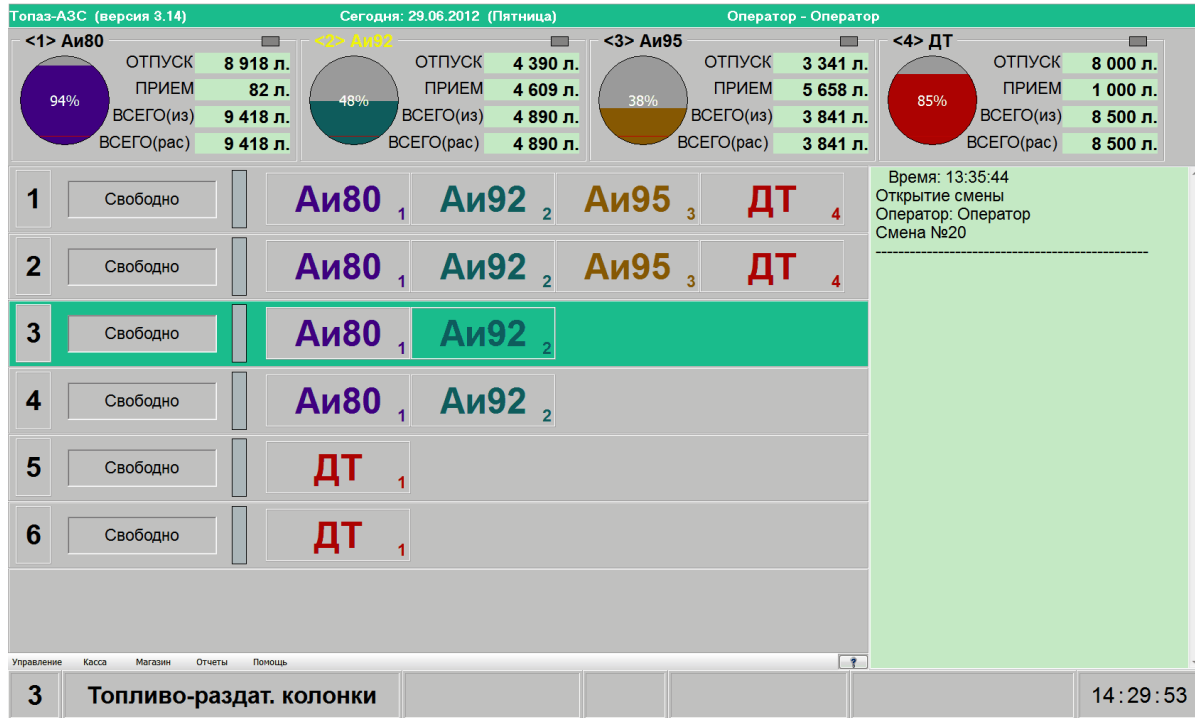 Топаз-АЗС (версия 3.14) Сегодня: 29.06.2012 (Пятница) Оператор - Оператор
<1> Аи80 <2> Аи92 <3> Аи95 <4> ДТ
ОТПУСК 8 918 л. ОТПУСК 4 390 л. ОТПУСК 3 341 л. ОТПУСК 8 000 л.
94% ПРИЕМ 82 л. 48% ПРИЕМ 4 609 л. 38% ПРИЕМ 5 658 л. 85% ПРИЕМ 1 000 л.
ВСЕГО(из) 9 418 л. ВСЕГО(из) 4 890 л. ВСЕГО(из) 3 841 л. ВСЕГО(из) 8 500 л.
ВСЕГО(рас) 9 418 л. ВСЕГО(рас) 4 890 л. ВСЕГО(рас) 3 841 л. ВСЕГО(рас) 8 500 л.
1 Свободно Аи80 1 Аи92 2 Аи95 3 ДТ 4
2 Свободно Аи80 1 Аи92 2 Аи95 3 ДТ 4
3 Свободно Аи80 1 Аи92 2
4 Свободно Аи80 1 Аи92 2
5 Свободно ДТ 1
6 Свободно ДТ 1
Время: 13:35:44
Открытие смены
Оператор: Оператор
Смена №20
------------------------------------------------
Управление Касса Магазин Отчеты Помощь ?
3 Топливо-раздат. колонки 14:29:53